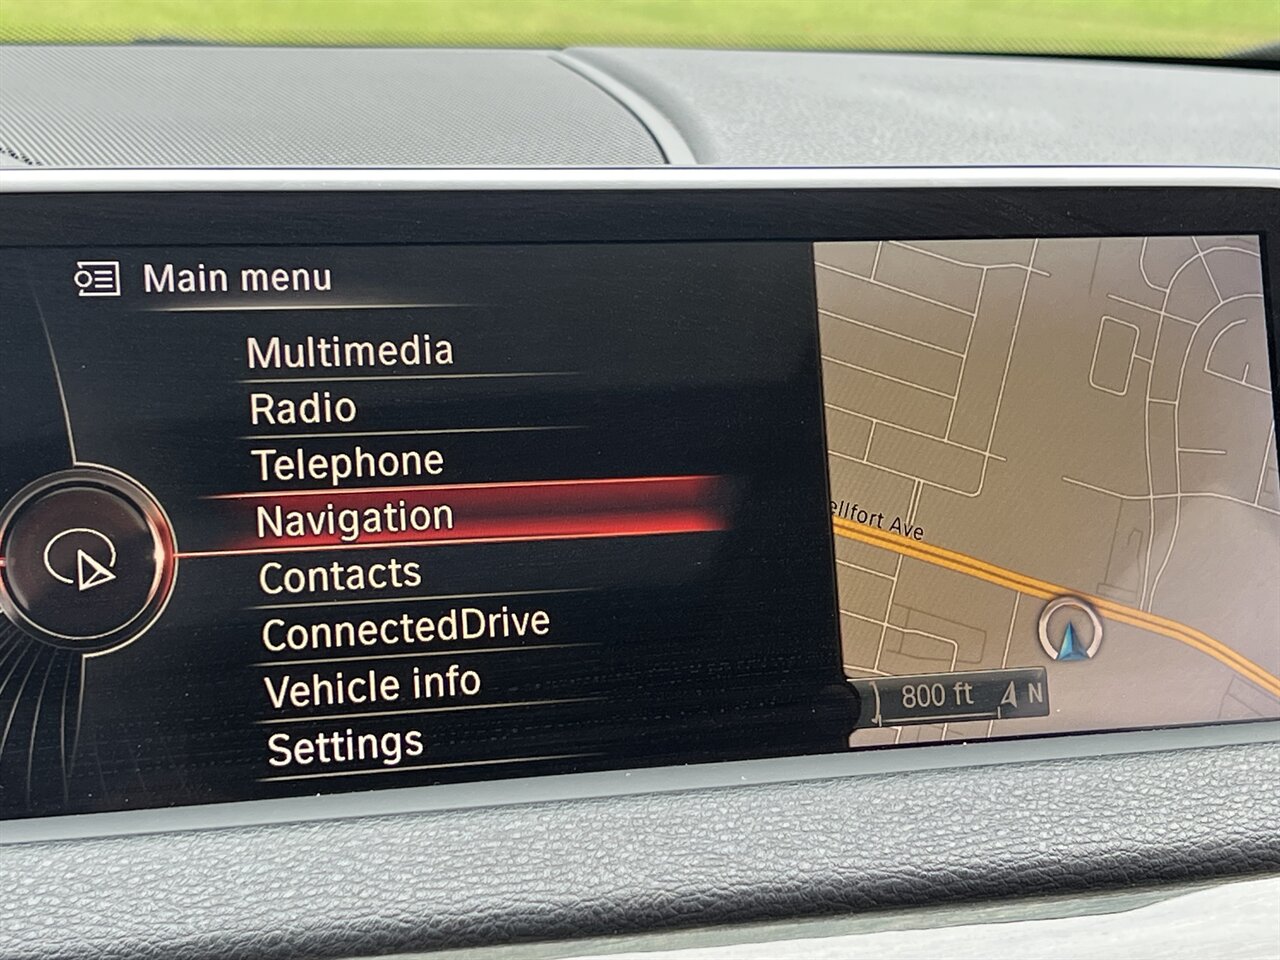 Main menu
Multimedia
Radio
Telephone
Navigation
Contacts
ConnectedDrive
Vehicle info
Settings
ellfort Ave
800 ft
N